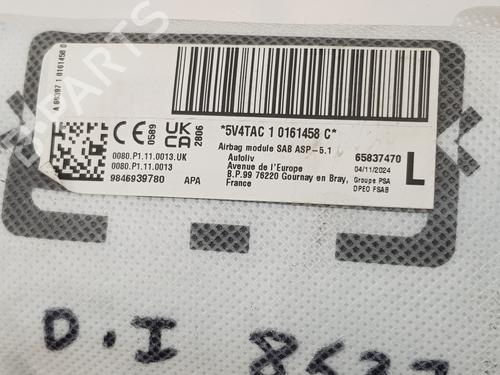 *5V4TAC 1 0161458 C*
Airbag module SAB ASP-5.1
Autoliv
Avenue de l'Europe
B.P.99 76220 Gournay en Bray,
France
65837470
04/11/2024
Groupe PSA
DPEO FSAB
L
CE
0589
UK
CA
2806
0080.P1.11.0013.UK
0080.P1.11.0013
9846939780 APA
D.I